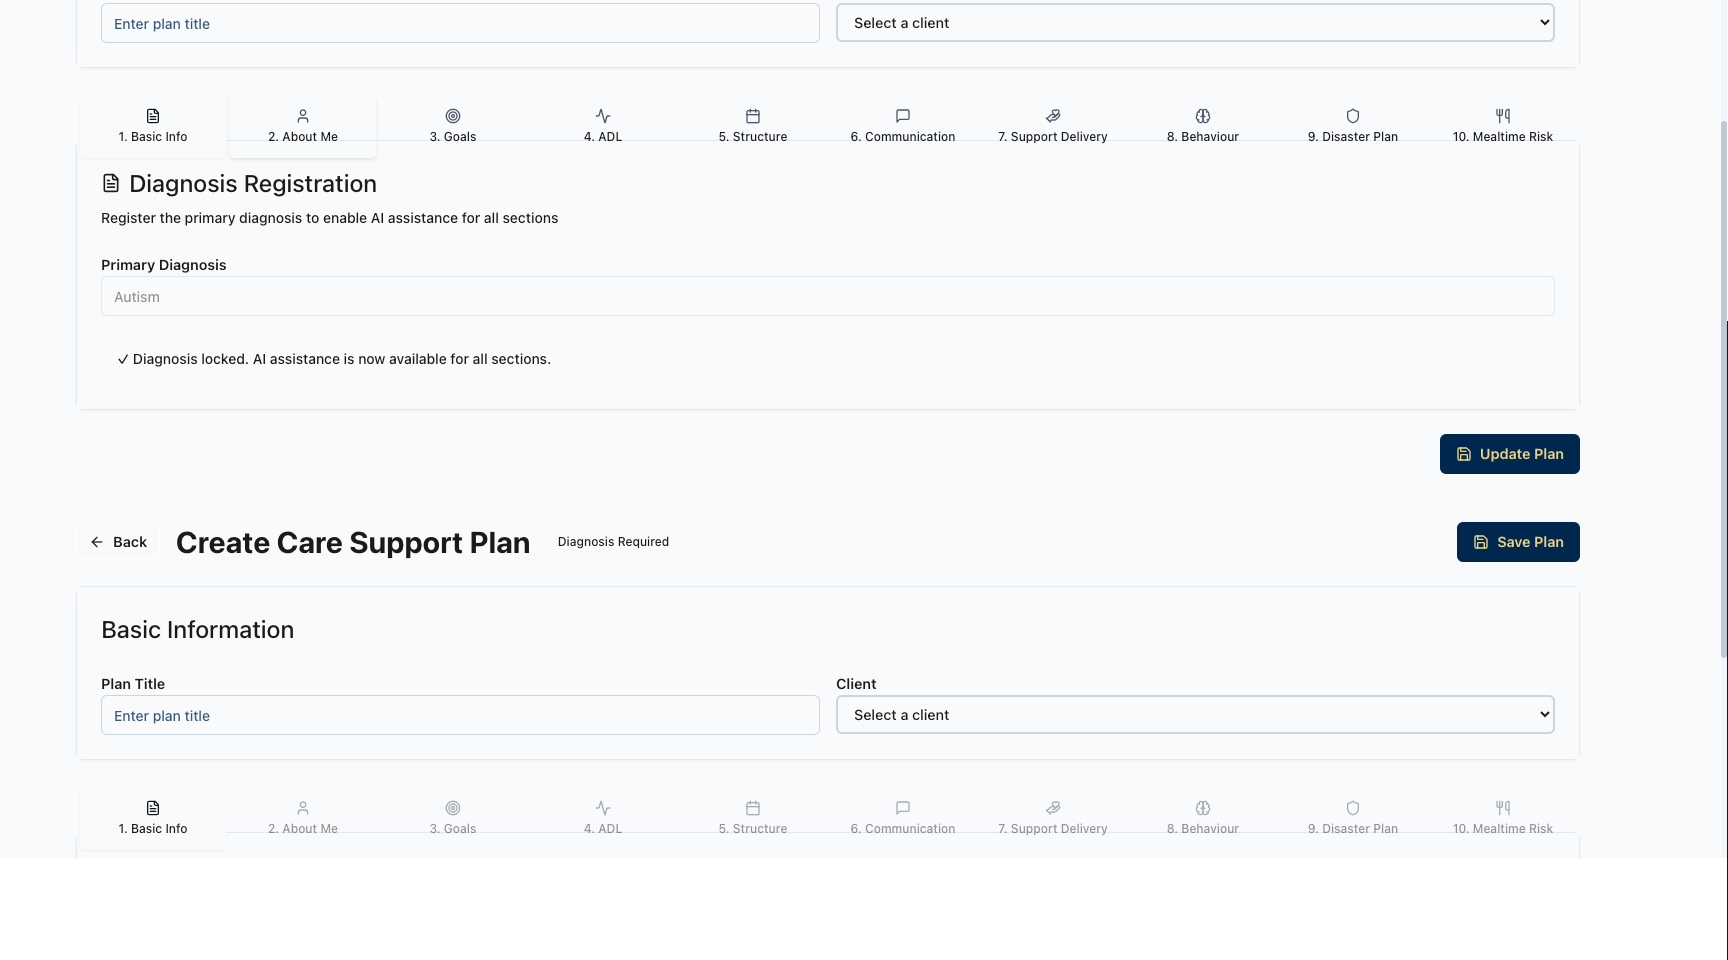 Enter plan title
Select a client
1. Basic Info
2. About Me
3. Goals
4. ADL
5. Structure
6. Communication
7. Support Delivery
8. Behaviour
9. Disaster Plan
10. Mealtime Risk
Diagnosis Registration
Register the primary diagnosis to enable AI assistance for all sections
Primary Diagnosis
Autism
✓ Diagnosis locked. AI assistance is now available for all sections.
Update Plan
Back
Create Care Support Plan
Diagnosis Required
Save Plan
Basic Information
Plan Title
Client
Enter plan title
Select a client
1. Basic Info
2. About Me
3. Goals
4. ADL
5. Structure
6. Communication
7. Support Delivery
8. Behaviour
9. Disaster Plan
10. Mealtime Risk